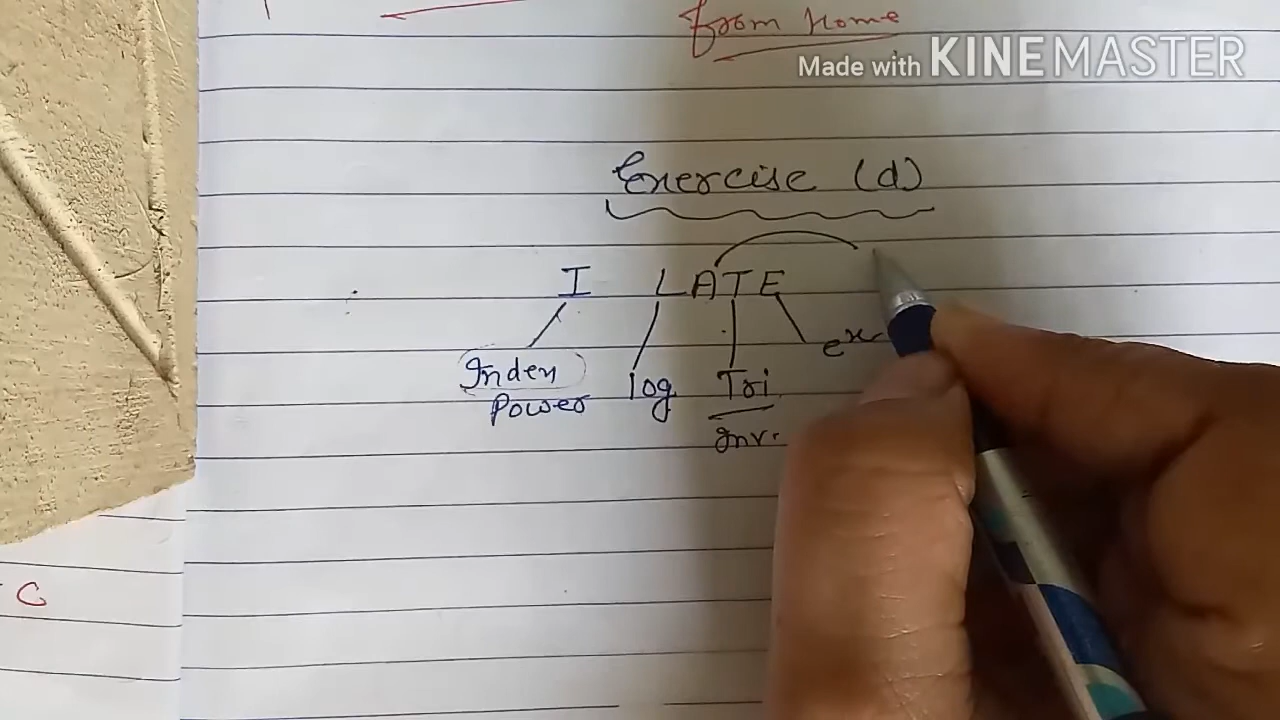 from home
Made with KINEMASTER
Exercise (d)
I LATE
Index log Tri e^x
Power
Inv.
C